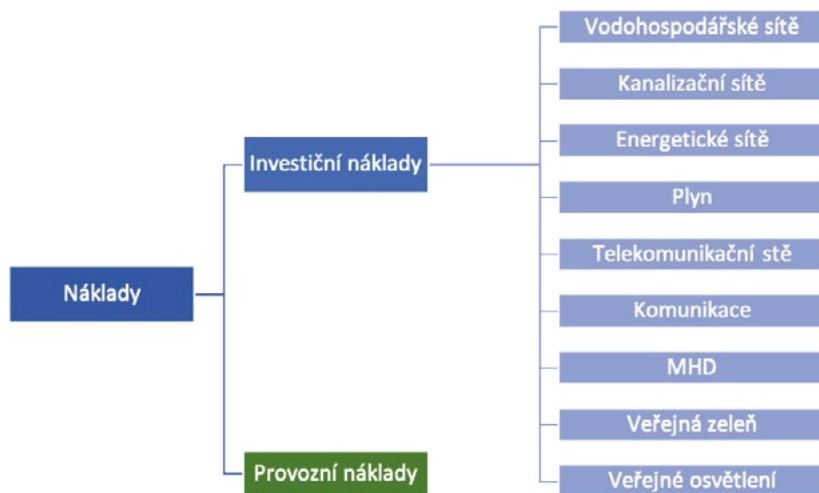 Náklady
Investiční náklady
Provozní náklady
Vodohospodářské sítě
Kanalizační sítě
Energetické sítě
Plyn
Telekomunikační stě
Komunikace
MHD
Veřejná zeleň
Veřejné osvětlení